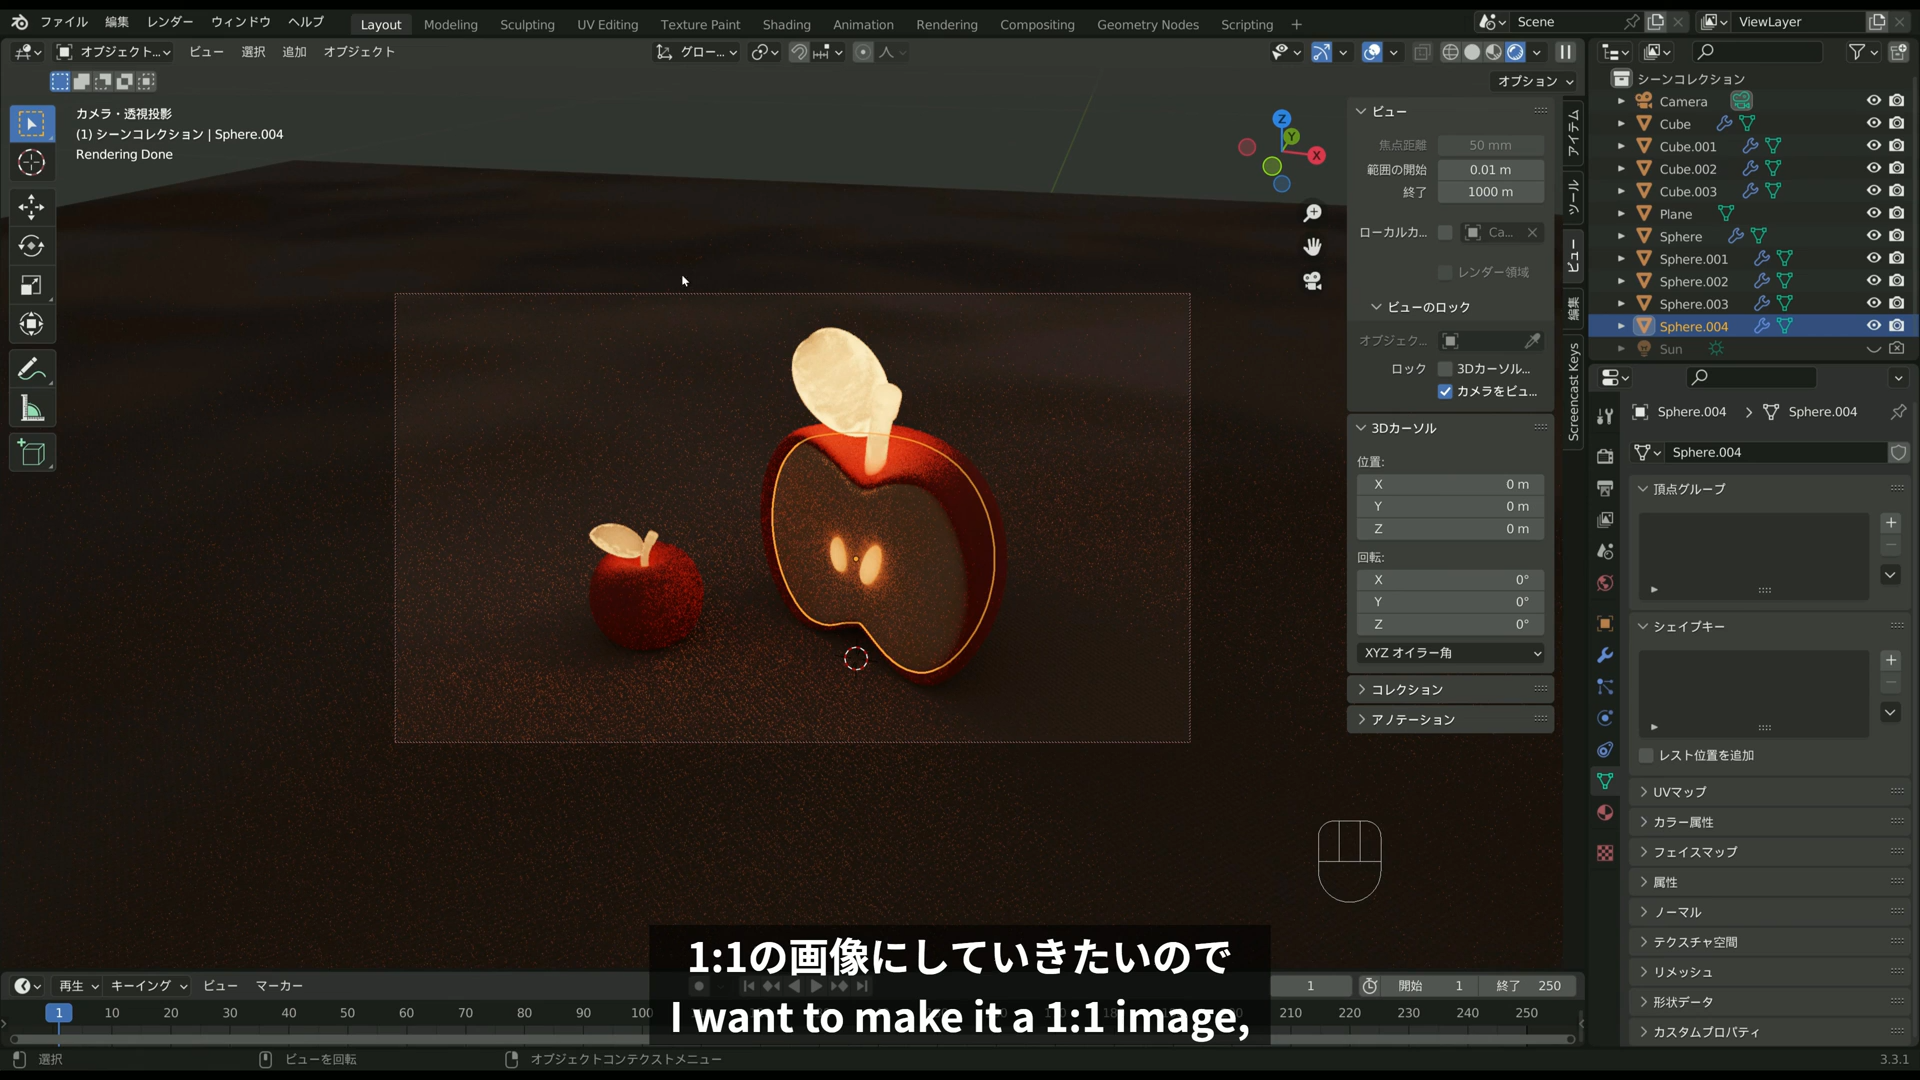 ファイル 編集 レンダー ウィンドウ ヘルプ Layout Modeling Sculpting UV Editing Texture Paint Shading Animation Rendering Compositing Geometry Nodes Scripting + Scene ViewLayer
オブジェクト... ビュー 選択 追加 オブジェクト グロー...
オプション
カメラ・透視投影
(1) シーンコレクション | Sphere.004
Rendering Done
Z
Y
X
ビュー
焦点距離 50 mm
範囲の開始 0.01 m
終了 1000 m
ローカルカ... Ca...
レンダー領域
ビューのロック
オブジェク...
ロック 3Dカーソル...
カメラをビュ...
3Dカーソル
位置:
X 0 m
Y 0 m
Z 0 m
回転:
X 0°
Y 0°
Z 0°
XYZ オイラー角
コレクション
アノテーション
アイテム
ツール
ビュー
編集
Screencast Keys
シーンコレクション
Camera
Cube
Cube.001
Cube.002
Cube.003
Plane
Sphere
Sphere.001
Sphere.002
Sphere.003
Sphere.004
Sun
Sphere.004 Sphere.004
Sphere.004
頂点グループ
シェイプキー
レスト位置を追加
UVマップ
カラー属性
フェイスマップ
属性
ノーマル
テクスチャ空間
リメッシュ
形状データ
カスタムプロパティ
1:1の画像にしていきたいので
I want to make it a 1:1 image,
再生 キーイング ビュー マーカー 1 開始 1 終了 250
1 10 20 30 40 50 60 70 80 90 100 210 220 230 240 250
選択 ビューを回転 オブジェクトコンテクストメニュー 3.3.1